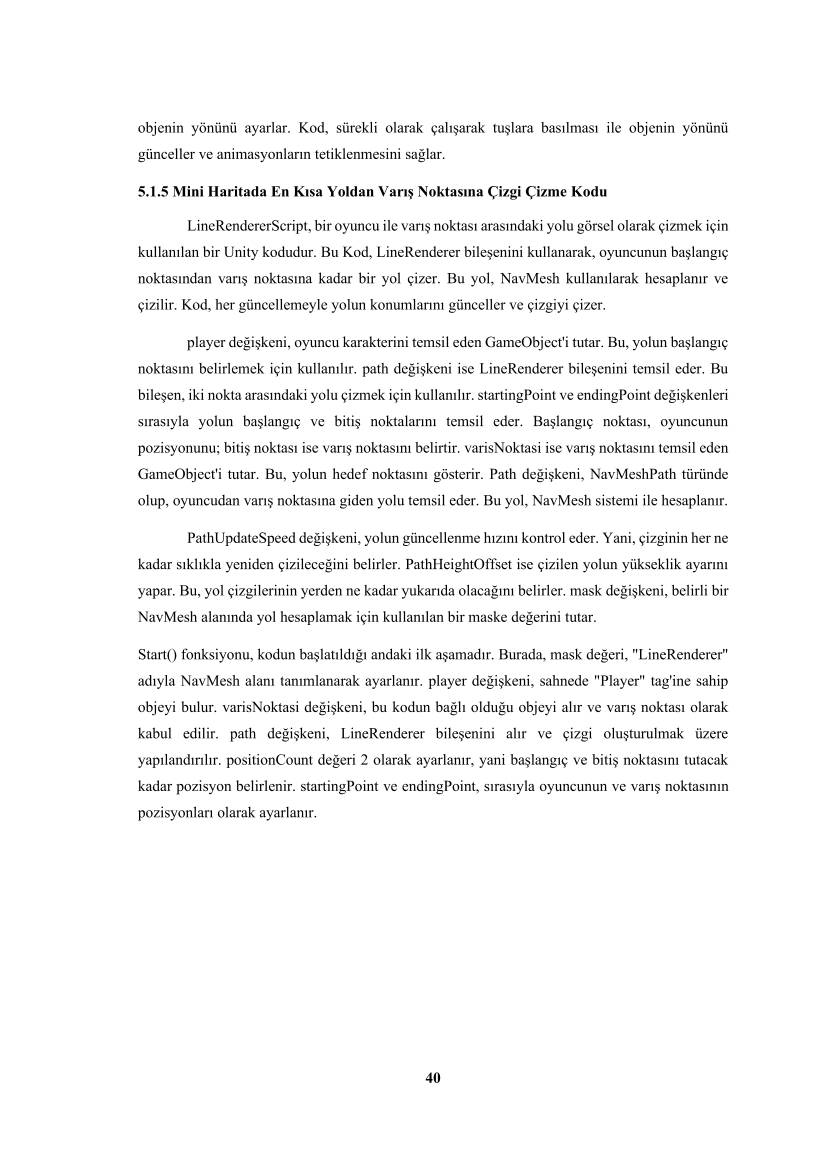 objenin yönünü ayarlar. Kod, sürekli olarak çalışarak tuşlara basılması ile objenin yönünü
günceller ve animasyonların tetiklenmesini sağlar.
5.1.5 Mini Haritada En Kısa Yoldan Varış Noktasına Çizgi Çizme Kodu
LineRendererScript, bir oyuncu ile varış noktası arasındaki yolu görsel olarak çizmek için
kullanılan bir Unity kodudur. Bu Kod, LineRenderer bileşenini kullanarak, oyuncunun başlangıç
noktasından varış noktasına kadar bir yol çizer. Bu yol, NavMesh kullanılarak hesaplanır ve
çizilir. Kod, her güncellemeyle yolun konumlarını günceller ve çizgiyi çizer.
player değişkeni, oyuncu karakterini temsil eden GameObject'i tutar. Bu, yolun başlangıç
noktasını belirlemek için kullanılır. path değişkeni ise LineRenderer bileşenini temsil eder. Bu
bileşen, iki nokta arasındaki yolu çizmek için kullanılır. startingPoint ve endingPoint değişkenleri
sırasıyla yolun başlangıç ve bitiş noktalarını temsil eder. Başlangıç noktası, oyuncunun
pozisyonunu; bitiş noktası ise varış noktasını belirtir. varisNoktasi ise varış noktasını temsil eden
GameObject'i tutar. Bu, yolun hedef noktasını gösterir. Path değişkeni, NavMeshPath türünde
olup, oyuncudan varış noktasına giden yolu temsil eder. Bu yol, NavMesh sistemi ile hesaplanır.
PathUpdateSpeed değişkeni, yolun güncellenme hızını kontrol eder. Yani, çizginin her ne
kadar sıklıkla yeniden çizileceğini belirler. PathHeightOffset ise çizilen yolun yükseklik ayarını
yapar. Bu, yol çizgilerinin yerden ne kadar yukarıda olacağını belirler. mask değişkeni, belirli bir
NavMesh alanında yol hesaplamak için kullanılan bir maske değerini tutar.
Start() fonksiyonu, kodun başlatıldığı andaki ilk aşamadır. Burada, mask değeri, "LineRenderer"
adıyla NavMesh alanı tanımlanarak ayarlanır. player değişkeni, sahnede "Player" tag'ine sahip
objeyi bulur. varisNoktasi değişkeni, bu kodun bağlı olduğu objeyi alır ve varış noktası olarak
kabul edilir. path değişkeni, LineRenderer bileşenini alır ve çizgi oluşturulmak üzere
yapılandırılır. positionCount değeri 2 olarak ayarlanır, yani başlangıç ve bitiş noktasını tutacak
kadar pozisyon belirlenir. startingPoint ve endingPoint, sırasıyla oyuncunun ve varış noktasının
pozisyonları olarak ayarlanır.
40